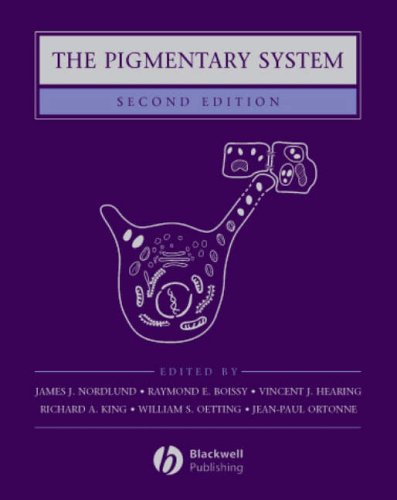 THE PIGMENTARY SYSTEM
SECOND EDITION
EDITED BY
JAMES J. NORDLUND • RAYMOND E. BOISSY • VINCENT J. HEARING
RICHARD A. KING • WILLIAM S. OETTING • JEAN-PAUL ORTONNE
Blackwell
Publishing